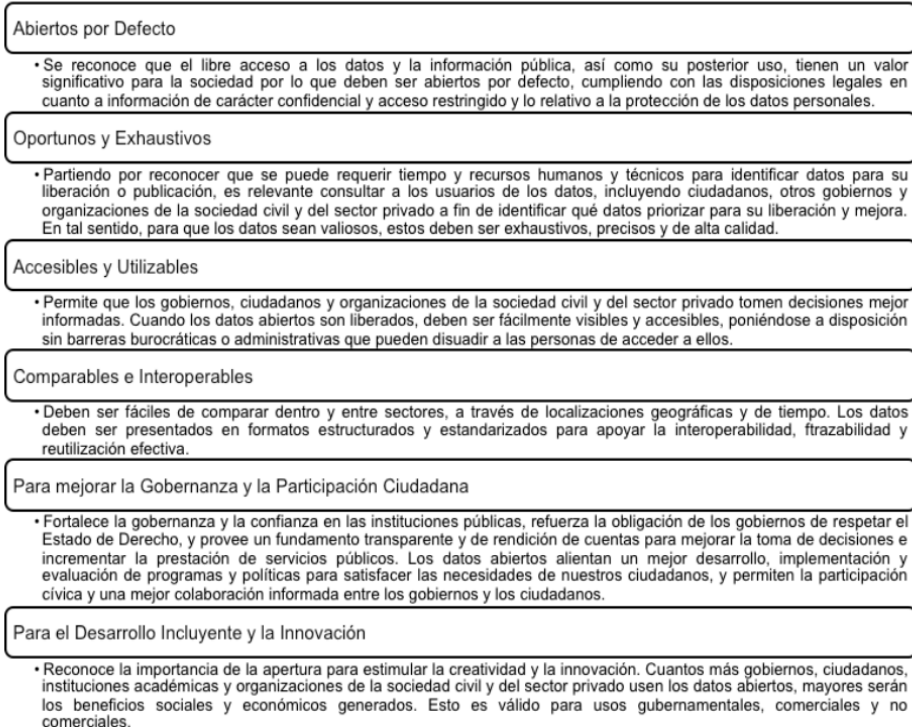 Abiertos por Defecto
• Se reconoce que el libre acceso a los datos y la información pública, así como su posterior uso, tienen un valor
significativo para la sociedad por lo que deben ser abiertos por defecto, cumpliendo con las disposiciones legales en
cuanto a información de carácter confidencial y acceso restringido y lo relativo a la protección de los datos personales.
Oportunos y Exhaustivos
• Partiendo por reconocer que se puede requerir tiempo y recursos humanos y técnicos para identificar datos para su
liberación o publicación, es relevante consultar a los usuarios de los datos, incluyendo ciudadanos, otros gobiernos y
organizaciones de la sociedad civil y del sector privado a fin de identificar qué datos priorizar para su liberación y mejora.
En tal sentido, para que los datos sean valiosos, estos deben ser exhaustivos, precisos y de alta calidad.
Accesibles y Utilizables
• Permite que los gobiernos, ciudadanos y organizaciones de la sociedad civil y del sector privado tomen decisiones mejor
informadas. Cuando los datos abiertos son liberados, deben ser fácilmente visibles y accesibles, poniéndose a disposición
sin barreras burocráticas o administrativas que pueden disuadir a las personas de acceder a ellos.
Comparables e Interoperables
• Deben ser fáciles de comparar dentro y entre sectores, a través de localizaciones geográficas y de tiempo. Los datos
deben ser presentados en formatos estructurados y estandarizados para apoyar la interoperabilidad, ftrazabilidad y
reutilización efectiva.
Para mejorar la Gobernanza y la Participación Ciudadana
• Fortalece la gobernanza y la confianza en las instituciones públicas, refuerza la obligación de los gobiernos de respetar el
Estado de Derecho, y provee un fundamento transparente y de rendición de cuentas para mejorar la toma de decisiones e
incrementar la prestación de servicios públicos. Los datos abiertos alientan un mejor desarrollo, implementación y
evaluación de programas y políticas para satisfacer las necesidades de nuestros ciudadanos, y permiten la participación
cívica y una mejor colaboración informada entre los gobiernos y los ciudadanos.
Para el Desarrollo Incluyente y la Innovación
• Reconoce la importancia de la apertura para estimular la creatividad y la innovación. Cuantos más gobiernos, ciudadanos,
instituciones académicas y organizaciones de la sociedad civil y del sector privado usen los datos abiertos, mayores serán
los beneficios sociales y económicos generados. Esto es válido para usos gubernamentales, comerciales y no
comerciales.